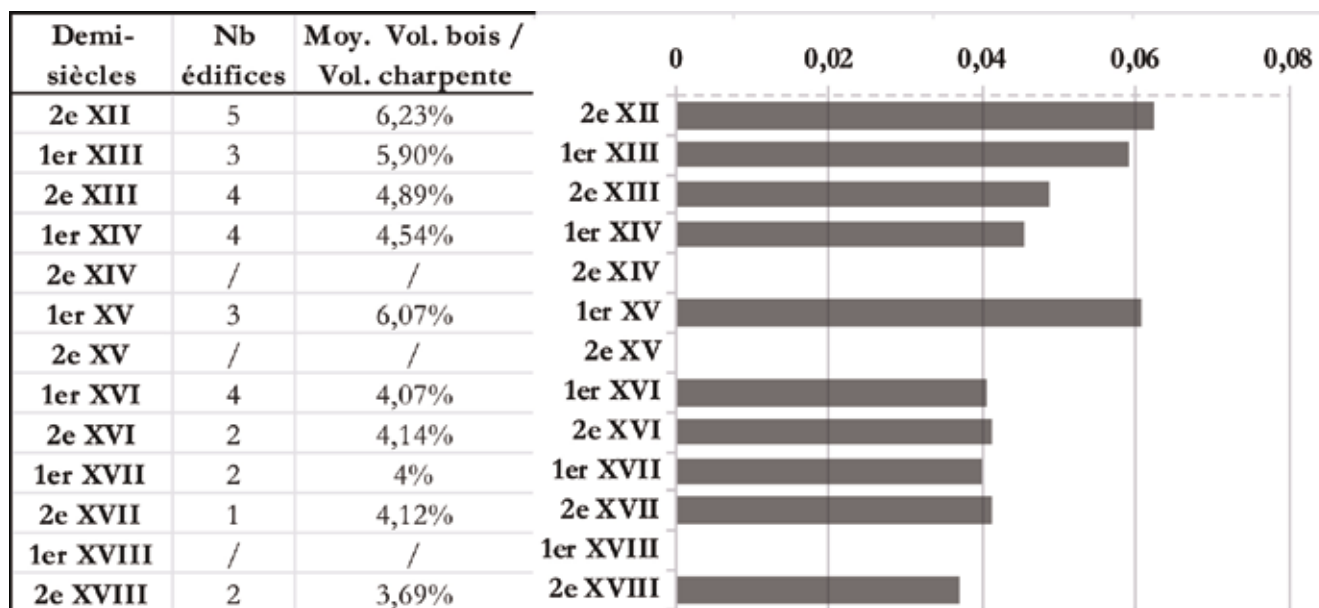 Demi-siècles Nb édifices Moy. Vol. bois / Vol. charpente
2e XII 5 6,23%
1er XIII 3 5,90%
2e XIII 4 4,89%
1er XIV 4 4,54%
2e XIV / /
1er XV 3 6,07%
2e XV / /
1er XVI 4 4,07%
2e XVI 2 4,14%
1er XVII 2 4%
2e XVII 1 4,12%
1er XVIII / /
2e XVIII 2 3,69%
0 0,02 0,04 0,06 0,08
2e XII
1er XIII
2e XIII
1er XIV
2e XIV
1er XV
2e XV
1er XVI
2e XVI
1er XVII
2e XVII
1er XVIII
2e XVIII